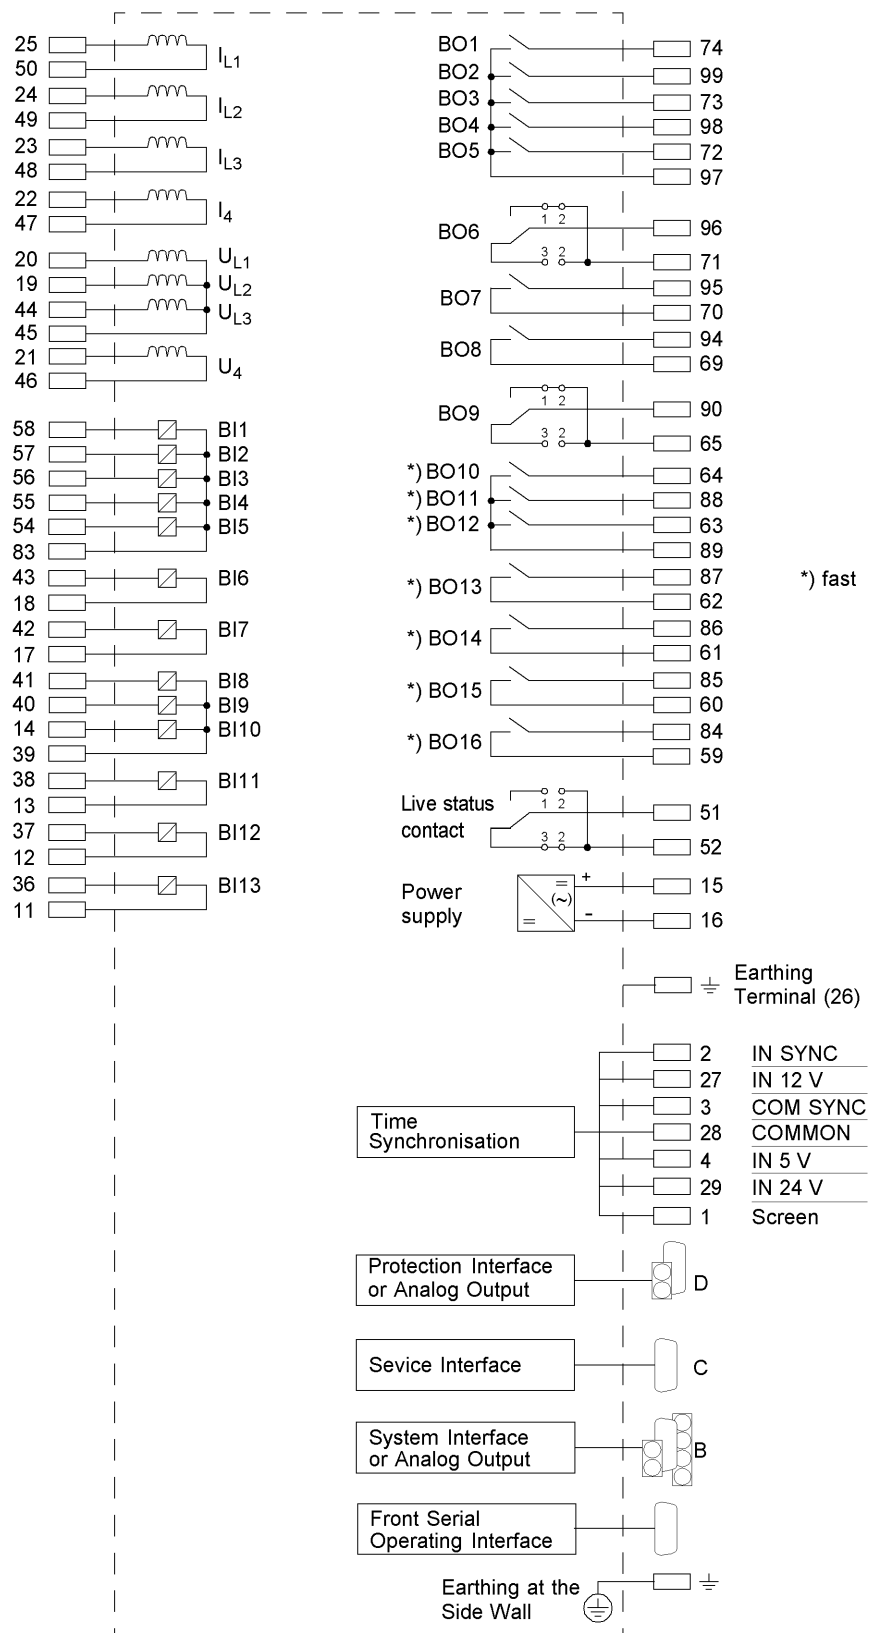 25
50
I L1
24
49
I L2
23
48
I L3
22
47
I 4
20
U L1
19
U L2
44
U L3
45
21
46
U 4
58
BI1
57
BI2
56
BI3
55
BI4
54
BI5
83
43
BI6
18
42
BI7
17
41
BI8
40
BI9
14
BI10
39
38
BI11
13
37
BI12
12
36
BI13
11
BO1
74
BO2
99
BO3
73
BO4
98
BO5
72
97
BO6
1 2
3 2
96
71
BO7
95
70
BO8
94
69
BO9
1 2
3 2
90
65
*) BO10
64
*) BO11
88
*) BO12
63
89
*) BO13
87
62
*) fast
*) BO14
86
61
*) BO15
85
60
*) BO16
84
59
Live status
contact
1 2
3 2
51
52
Power
supply
=
(~)
=
+
-
15
16
Earthing
Terminal (26)
Time
Synchronisation
2 IN SYNC
27 IN 12 V
3 COM SYNC
28 COMMON
4 IN 5 V
29 IN 24 V
1 Screen
Protection Interface
or Analog Output
D
Sevice Interface
C
System Interface
or Analog Output
B
Front Serial
Operating Interface
Earthing at the
Side Wall